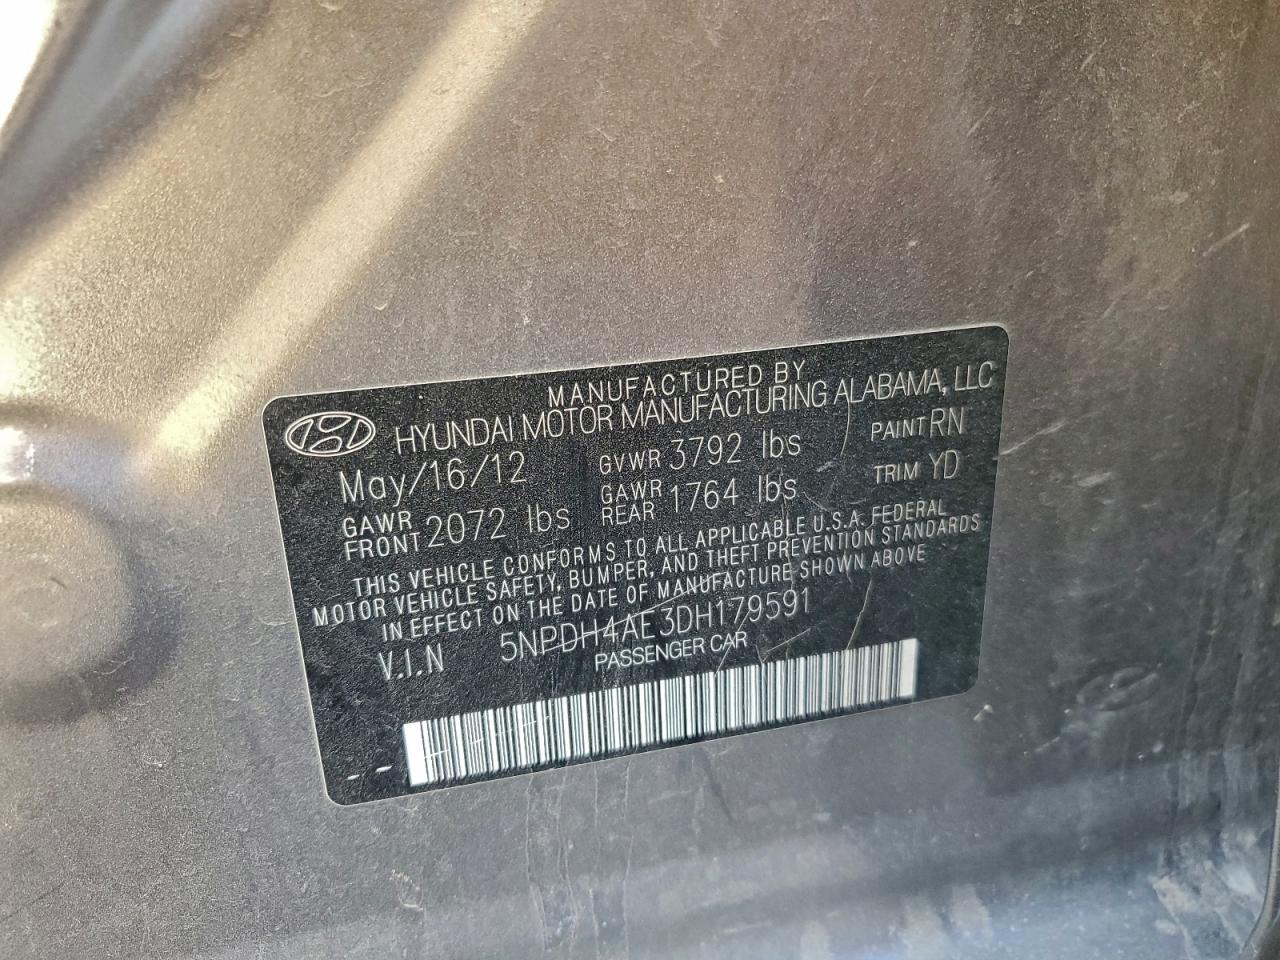 MANUFACTURED BY
HYUNDAI MOTOR MANUFACTURING ALABAMA, LLC
May/16/12 GVWR 3792 lbs PAINT RN
GAWR FRONT 2072 lbs GAWR REAR 1764 lbs TRIM YD
THIS VEHICLE CONFORMS TO ALL APPLICABLE U.S.A. FEDERAL
MOTOR VEHICLE SAFETY, BUMPER, AND THEFT PREVENTION STANDARDS
IN EFFECT ON THE DATE OF MANUFACTURE SHOWN ABOVE
V.I.N 5NPDH4AE3DH179591
PASSENGER CAR
- -